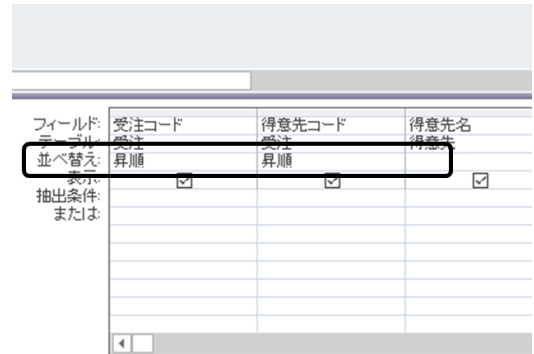 フィールド: 受注コード 得意先コード 得意先名
テーブル: 受注 受注 得意先
並べ替え: 昇順 昇順
表示:
抽出条件:
または: